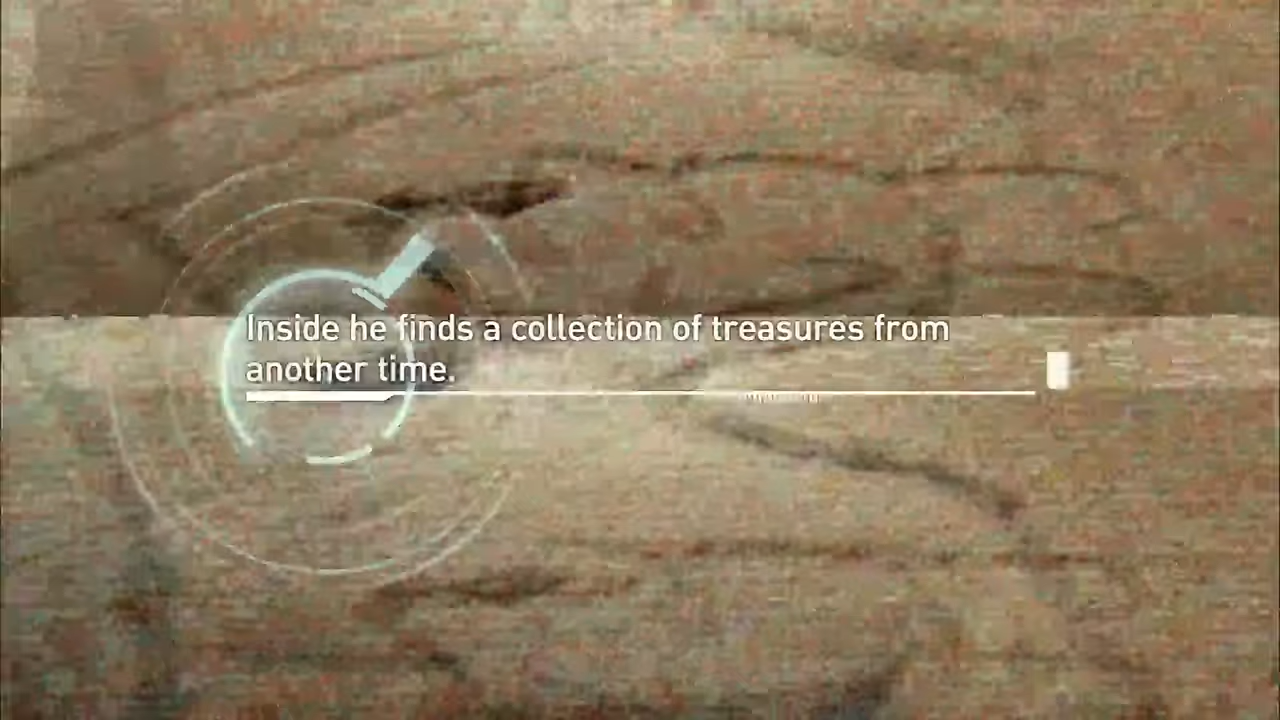 Inside he finds a collection of treasures from
another time.